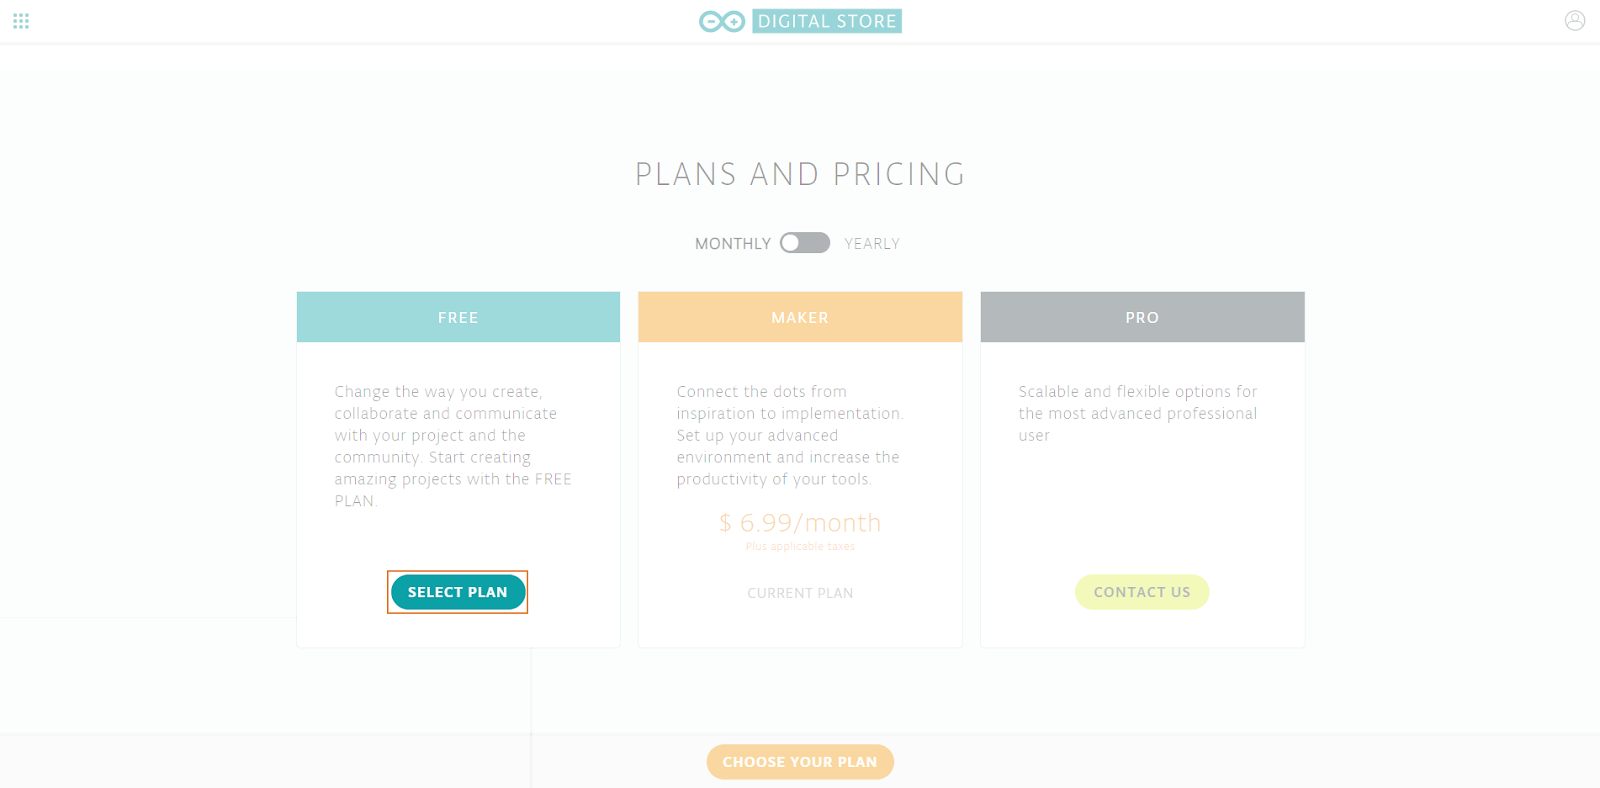 DIGITAL STORE
PLANS AND PRICING
MONTHLY YEARLY
FREE
Change the way you create,
collaborate and communicate
with your project and the
community. Start creating
amazing projects with the FREE
PLAN.
SELECT PLAN
MAKER
Connect the dots from
inspiration to implementation.
Set up your advanced
environment and increase the
productivity of your tools.
$ 6.99/month
Plus applicable taxes
CURRENT PLAN
PRO
Scalable and flexible options for
the most advanced professional
user
CONTACT US
CHOOSE YOUR PLAN